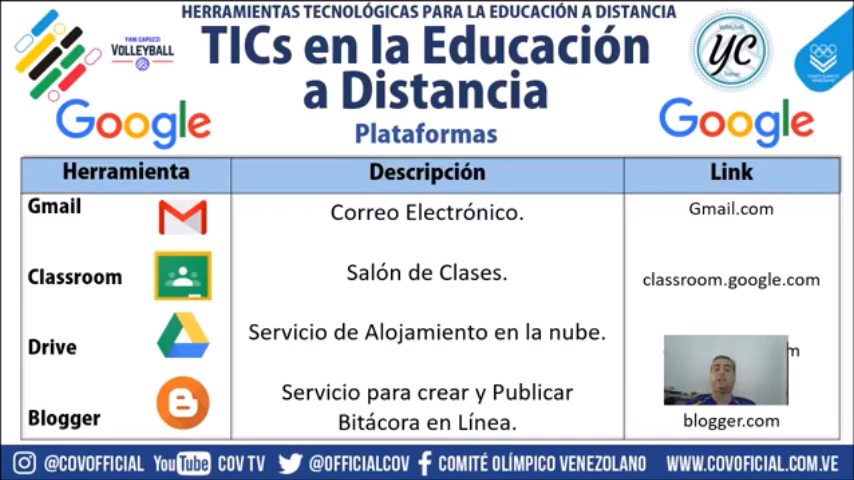 HERRAMIENTAS TECNOLÓGICAS PARA LA EDUCACIÓN A DISTANCIA
TICs en la Educación
a Distancia
Plataformas
YANI CAPUZZI
VOLLEYBALL
YC
Google
Google
Herramienta Descripción Link
Gmail Correo Electrónico. Gmail.com
Classroom Salón de Clases. classroom.google.com
Drive Servicio de Alojamiento en la nube.
Blogger Servicio para crear y Publicar
Bitácora en Línea. blogger.com
@COVOFFICIAL YouTube COV TV @OFFICIALCOV COMITÉ OLÍMPICO VENEZOLANO WWW.COVOFICIAL.COM.VE